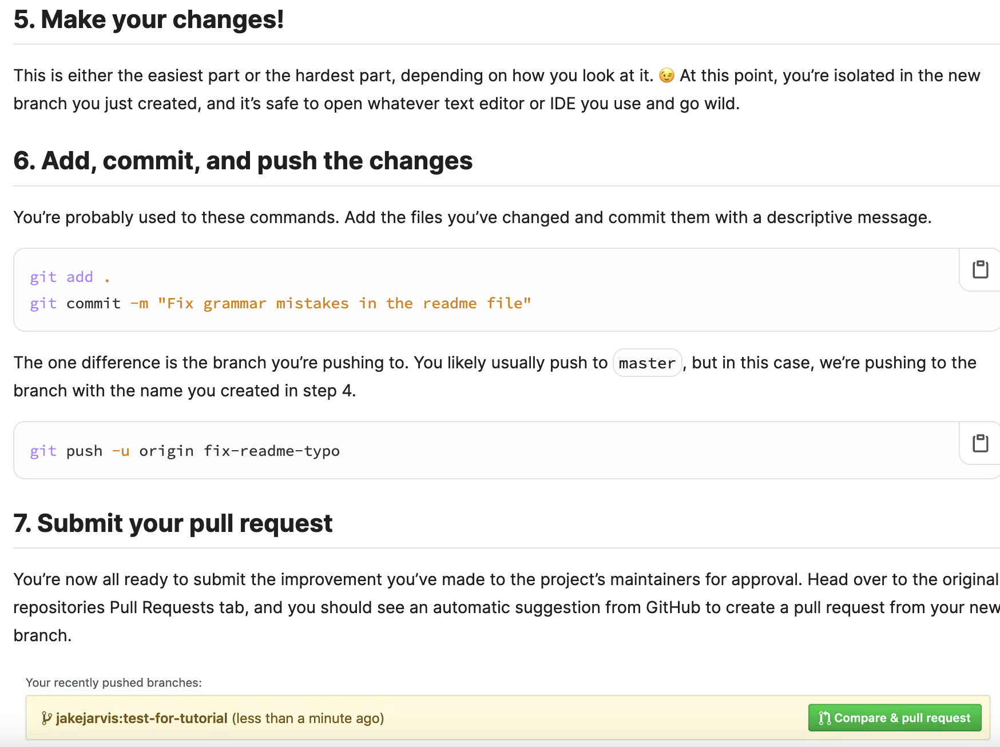 5. Make your changes!
This is either the easiest part or the hardest part, depending on how you look at it. 😉 At this point, you’re isolated in the new
branch you just created, and it’s safe to open whatever text editor or IDE you use and go wild.
6. Add, commit, and push the changes
You’re probably used to these commands. Add the files you’ve changed and commit them with a descriptive message.
git add .
git commit -m "Fix grammar mistakes in the readme file"
The one difference is the branch you’re pushing to. You likely usually push to master, but in this case, we’re pushing to the
branch with the name you created in step 4.
git push -u origin fix-readme-typo
7. Submit your pull request
You’re now all ready to submit the improvement you’ve made to the project’s maintainers for approval. Head over to the original
repositories Pull Requests tab, and you should see an automatic suggestion from GitHub to create a pull request from your new
branch.
Your recently pushed branches:
jakejarvis:test-for-tutorial (less than a minute ago) Compare & pull request